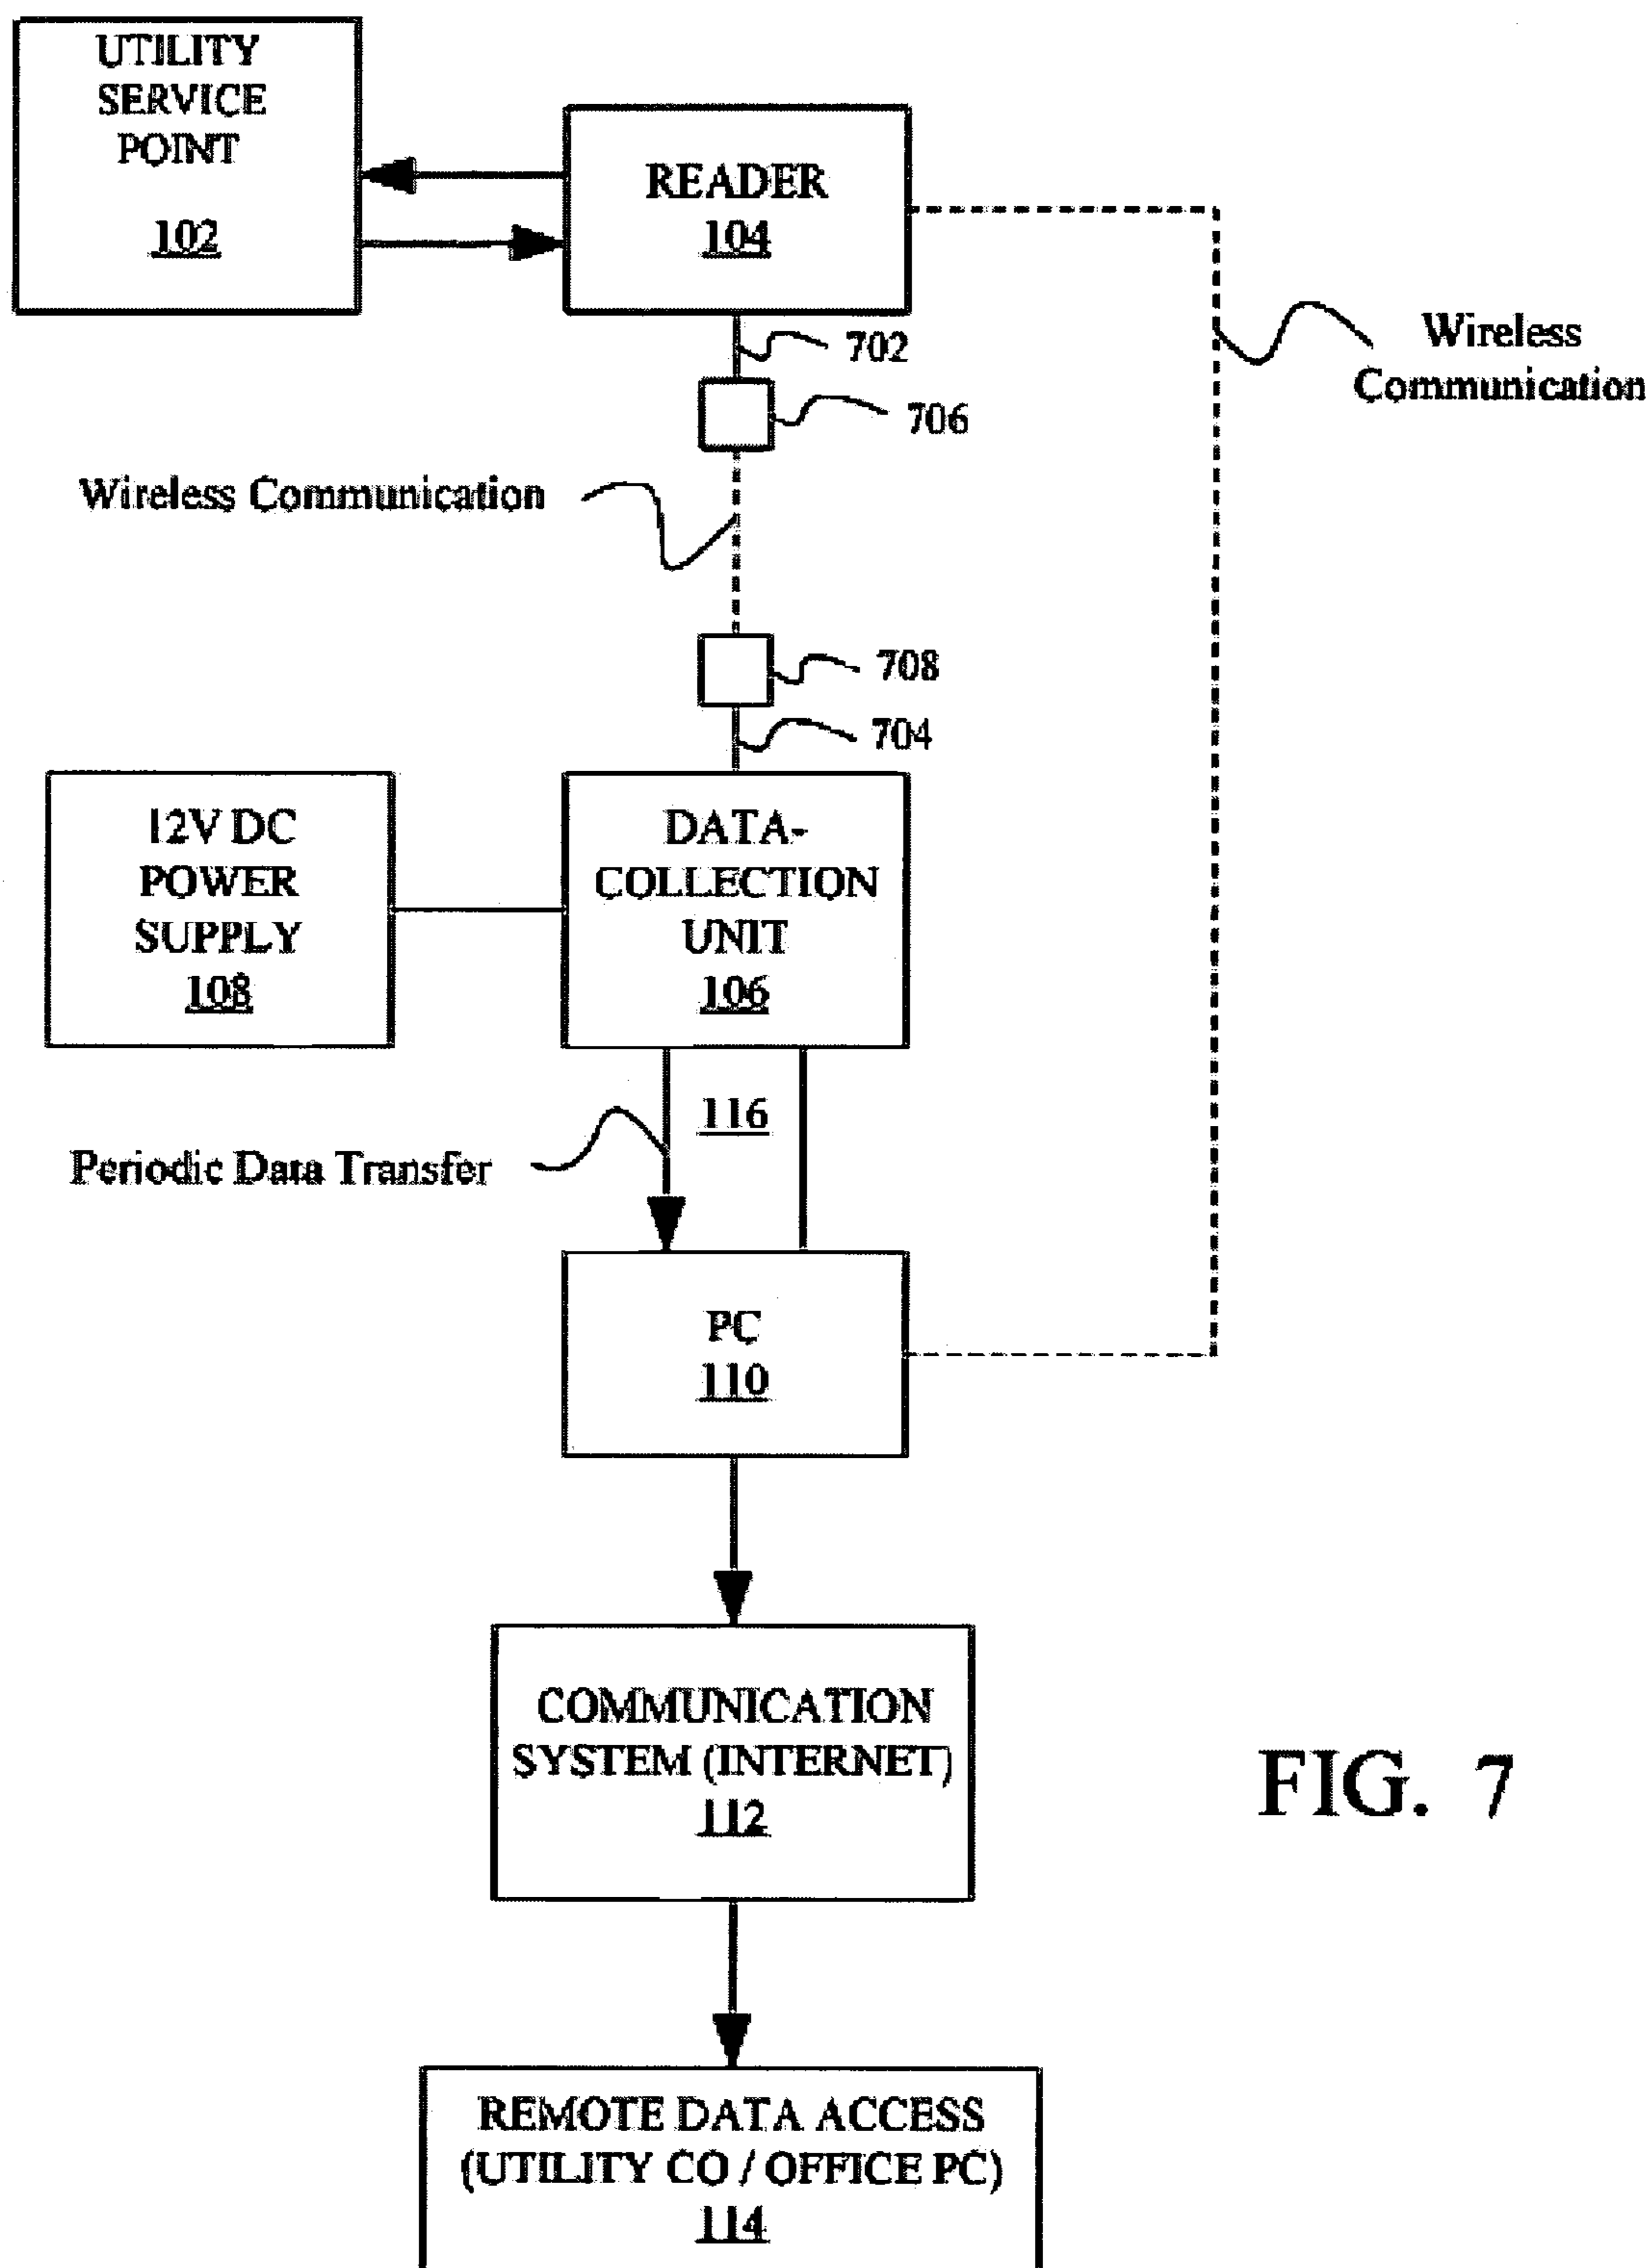 UTILITY
SERVICE
POINT
102
READER
104
702
706
Wireless
Communication
Wireless Communication
708
704
12V DC
POWER
SUPPLY
108
DATA-
COLLECTION
UNIT
106
116
Periodic Data Transfer
PC
110
COMMUNICATION
SYSTEM (INTERNET)
112
FIG. 7
REMOTE DATA ACCESS
(UTILITY CO / OFFICE PC)
114